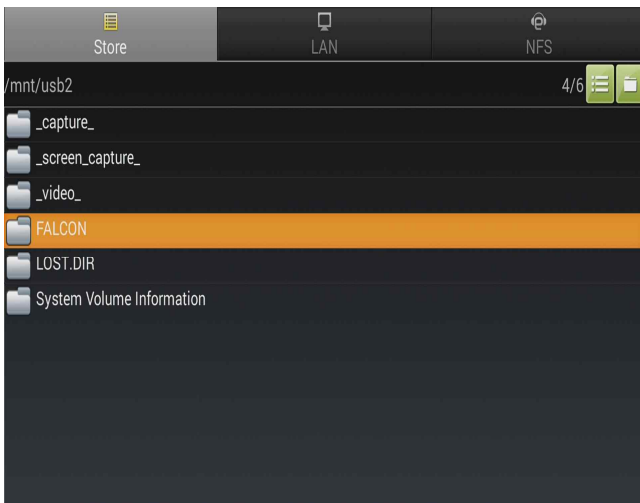 Store
LAN
NFS
/mnt/usb2
4/6
_capture_
_screen_capture_
_video_
FALCON
LOST.DIR
System Volume Information